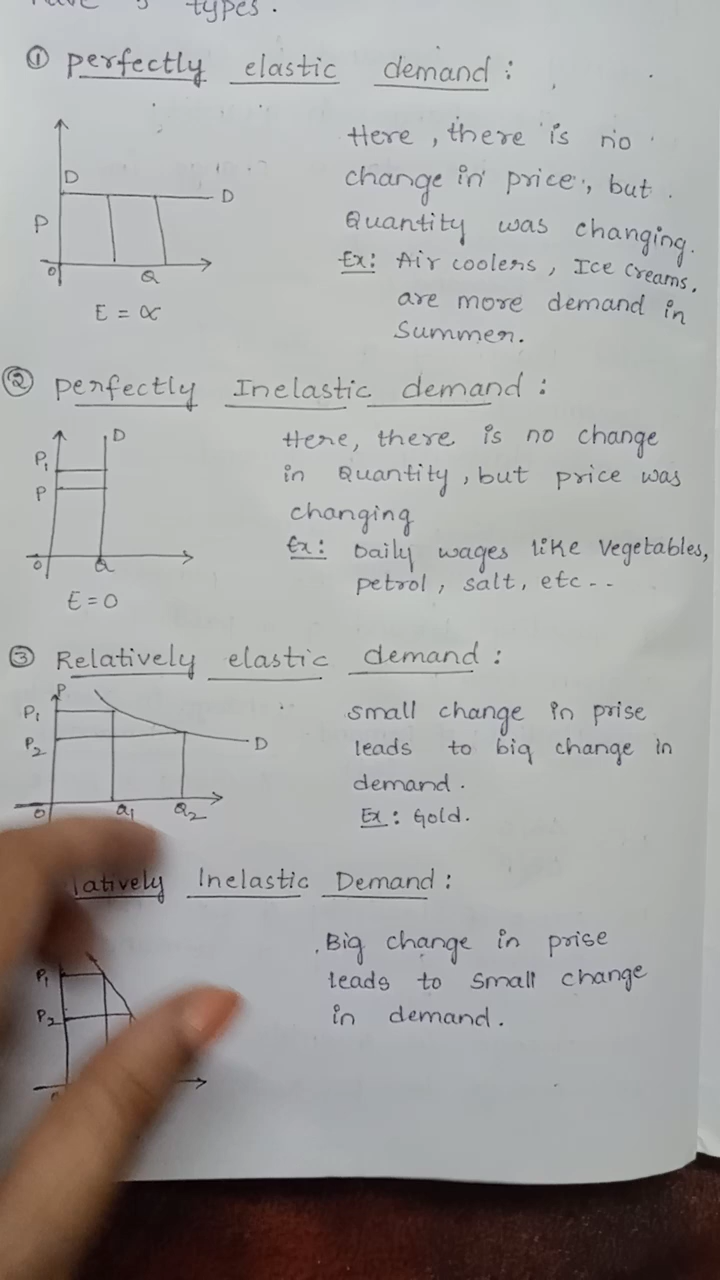 types.
① Perfectly elastic demand :
Here, there is no
change in price, but
Quantity was changing.
Ex: Air coolers, Ice creams,
are more demand in
Summer.
D
D
P
0
Q
E = ∝
② Perfectly Inelastic demand :
Here, there is no change
in Quantity, but price was
changing
Ex: Daily wages like Vegetables,
petrol, salt, etc--
D
P₁
P
0
Q
E = 0
③ Relatively elastic demand :
small change in prise
leads to big change in
demand.
Ex: Gold.
P
P₁
P₂
D
0
Q₁
Q₂
latively Inelastic Demand :
Big change in prise
leads to small change
in demand.
P₁
P₂